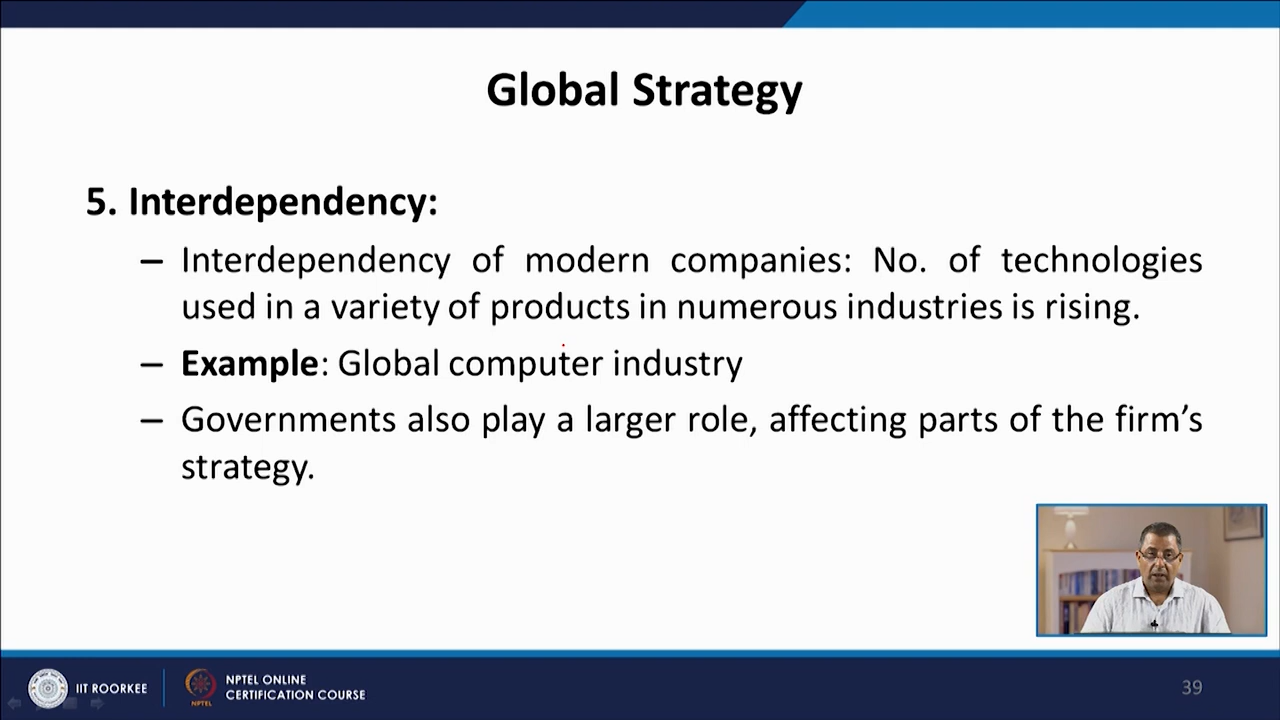 Global Strategy
5. Interdependency:
– Interdependency of modern companies: No. of technologies
used in a variety of products in numerous industries is rising.
– Example: Global computer industry
– Governments also play a larger role, affecting parts of the firm’s
strategy.
IIT ROORKEE
NPTEL
NPTEL ONLINE
CERTIFICATION COURSE
39